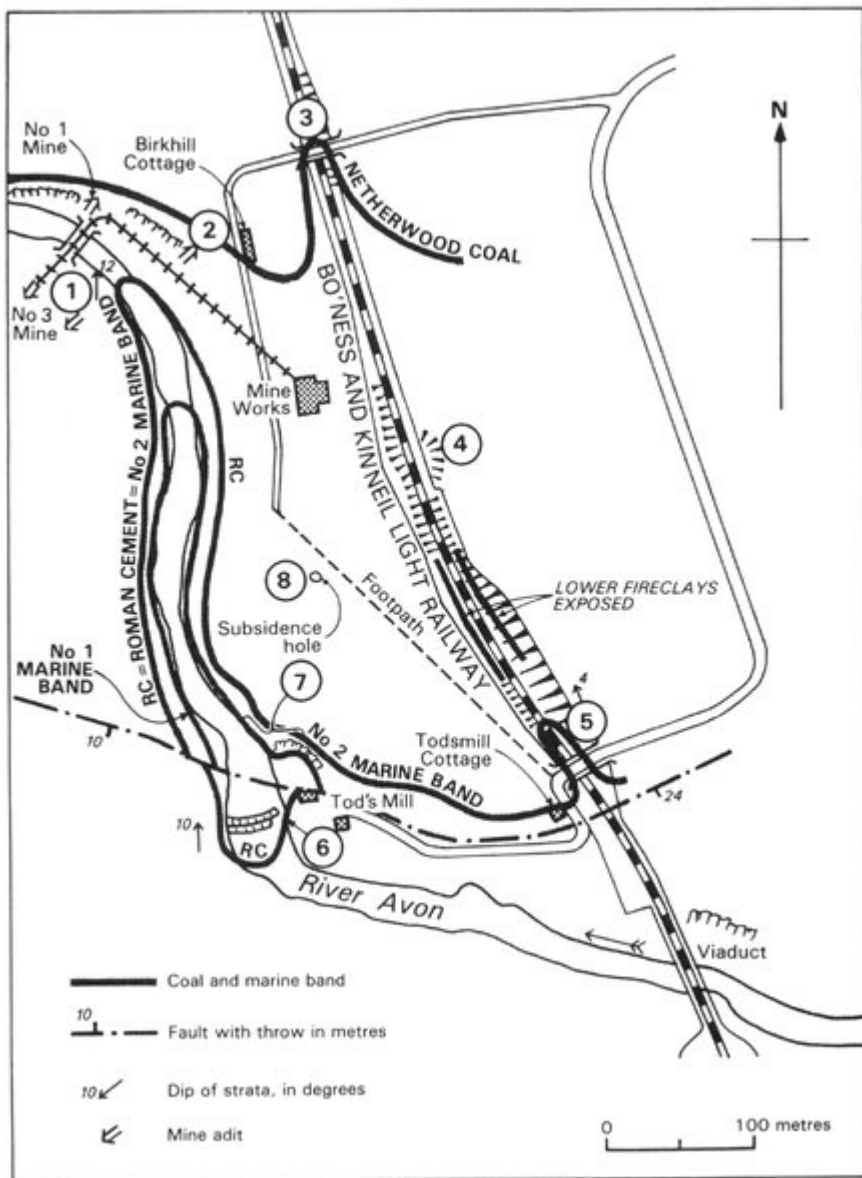 3
N
No 1
Mine
Birkhill
Cottage
NETHERWOOD COAL
2
1
12
No 3
Mine
BO'NESS AND KINNEIL LIGHT RAILWAY
Mine
Works
RC=ROMAN CEMENT=No 2 MARINE BAND
RC
4
8
Subsidence
hole
Footpath
LOWER FIRECLAYS
EXPOSED
No 1
MARINE
BAND
7
4
5
10
No 2 MARINE BAND
Todsmill
Cottage
24
Tod's Mill
10
RC
6
River Avon
Viaduct
Coal and marine band
10
Fault with throw in metres
10
Dip of strata, in degrees
Mine adit
0
100 metres